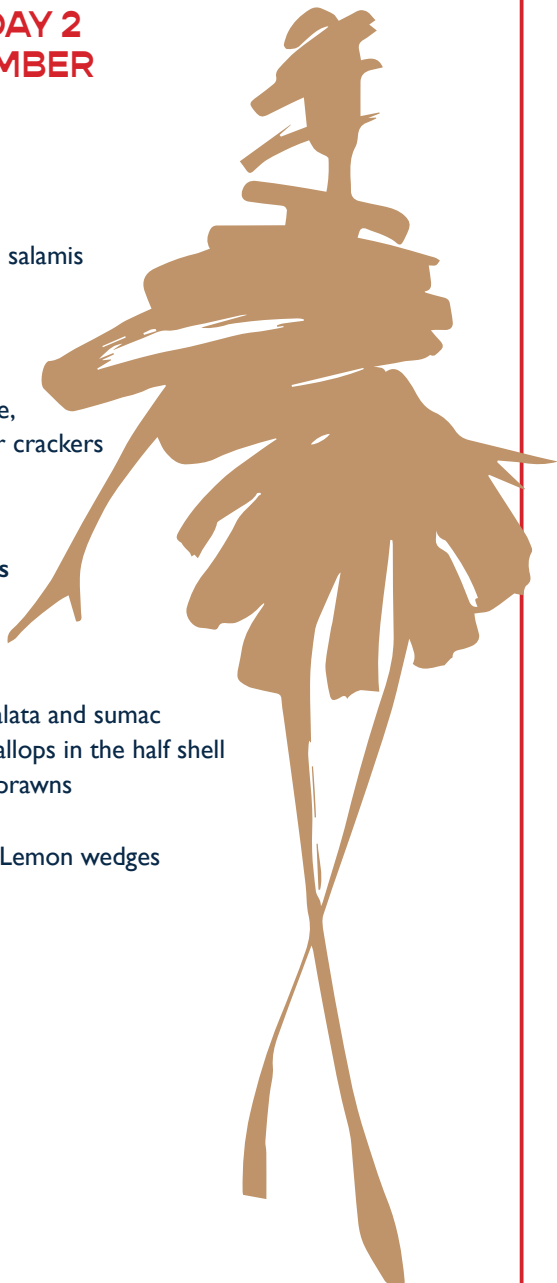 DAY 2
MBER
salamis
e,
r crackers
s
alata and sumac
allops in the half shell
prawns
Lemon wedges